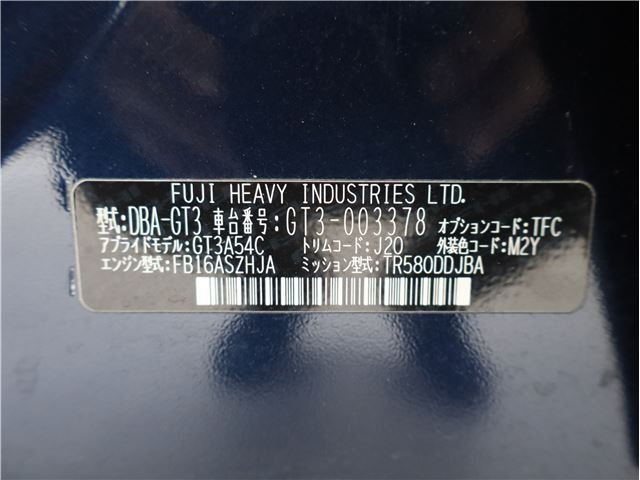 FUJI HEAVY INDUSTRIES LTD.
型式:DBA-GT3 車台番号:GT3-003378 オプションコード:TFC
アプライドモデル:GT3A54C トリムコード:J20 外装色コード:M2Y
エンジン型式:FB16ASZHJA ミッション型式:TR580DDJBA